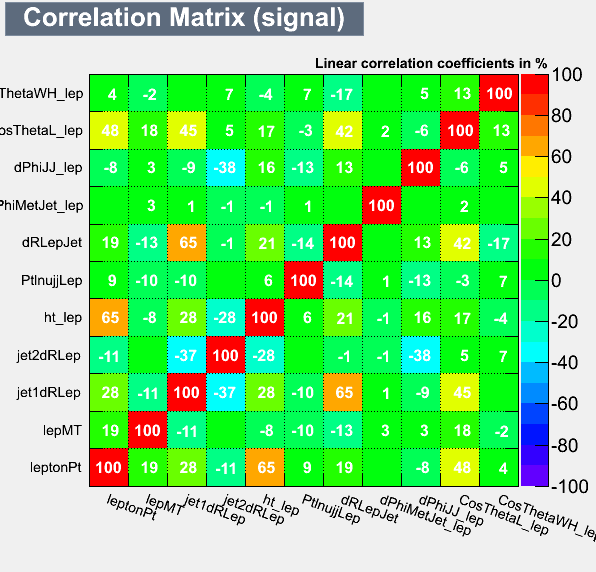 Correlation Matrix (signal)
Linear correlation coefficients in %
ThetaWH_lep 4 -2 7 -4 7 -17 5 13 100
osThetaL_lep 48 18 45 5 17 -3 42 2 -6 100 13
dPhiJJ_lep -8 3 -9 -38 16 -13 13 100 -6 5
PhiMetJet_lep 3 1 -1 -1 1 100 2
dRLepJet 19 -13 65 -1 21 -14 100 13 42 -17
PtlnujjLep 9 -10 -10 6 100 -14 1 -13 -3 7
ht_lep 65 -8 28 -28 100 6 21 -1 16 17 -4
jet2dRLep -11 -37 100 -28 -1 -1 -38 5 7
jet1dRLep 28 -11 100 -37 28 -10 65 1 -9 45
lepMT 19 100 -11 -8 -10 -13 3 3 18 -2
leptonPt 100 19 28 -11 65 9 19 -8 48 4
leptonPt lepMT jet1dRLep jet2dRLep ht_lep PtlnujjLep dRLepJet dPhiMetJet_lep dPhiJJ_lep CosThetaL_lep CosThetaWH_lep
100
80
60
40
20
0
-20
-40
-60
-80
-100